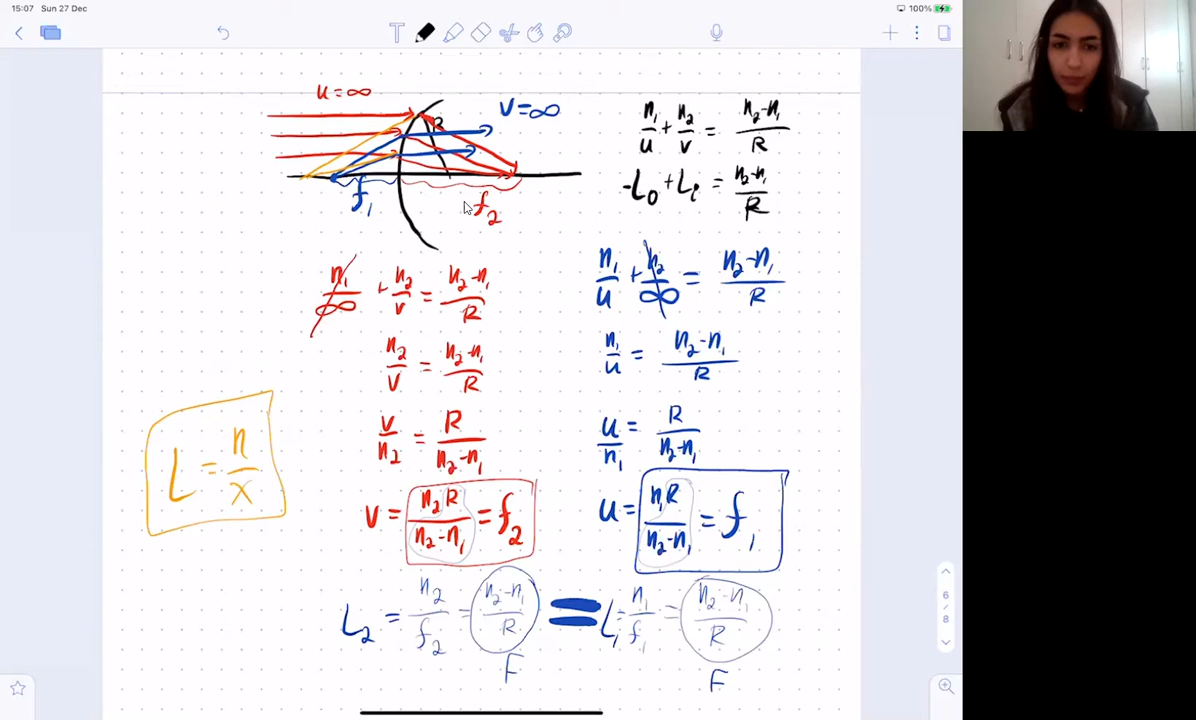 15:07 Sun 27 Dec
100%
T
u = ∞
V = ∞
R
f₁
f₂
n₁/u + n₂/v = n₂-n₁/R
-L₀ + Lᵢ = n₂-n₁/R
n₁/∞ + n₂/v = n₂-n₁/R
n₂/v = n₂-n₁/R
v/n₂ = R/n₂-n₁
v = n₂R/n₂-n₁ = f₂
L₂ = n₂/f₂ = n₂-n₁/R
F
n₁/u + n₂/∞ = n₂-n₁/R
n₁/u = n₂-n₁/R
u/n₁ = R/n₂-n₁
u = n₁R/n₂-n₁ = f₁
= L₁ = n₁/f₁ = n₂-n₁/R
F
L = n/x
6
/
8